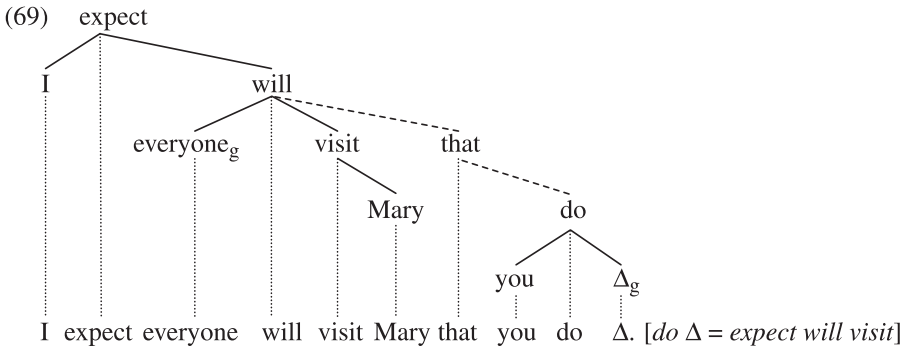 (69) expect
I will
everyone_g visit that
Mary do
you Δ_g
I expect everyone will visit Mary that you do Δ. [do Δ = expect will visit]